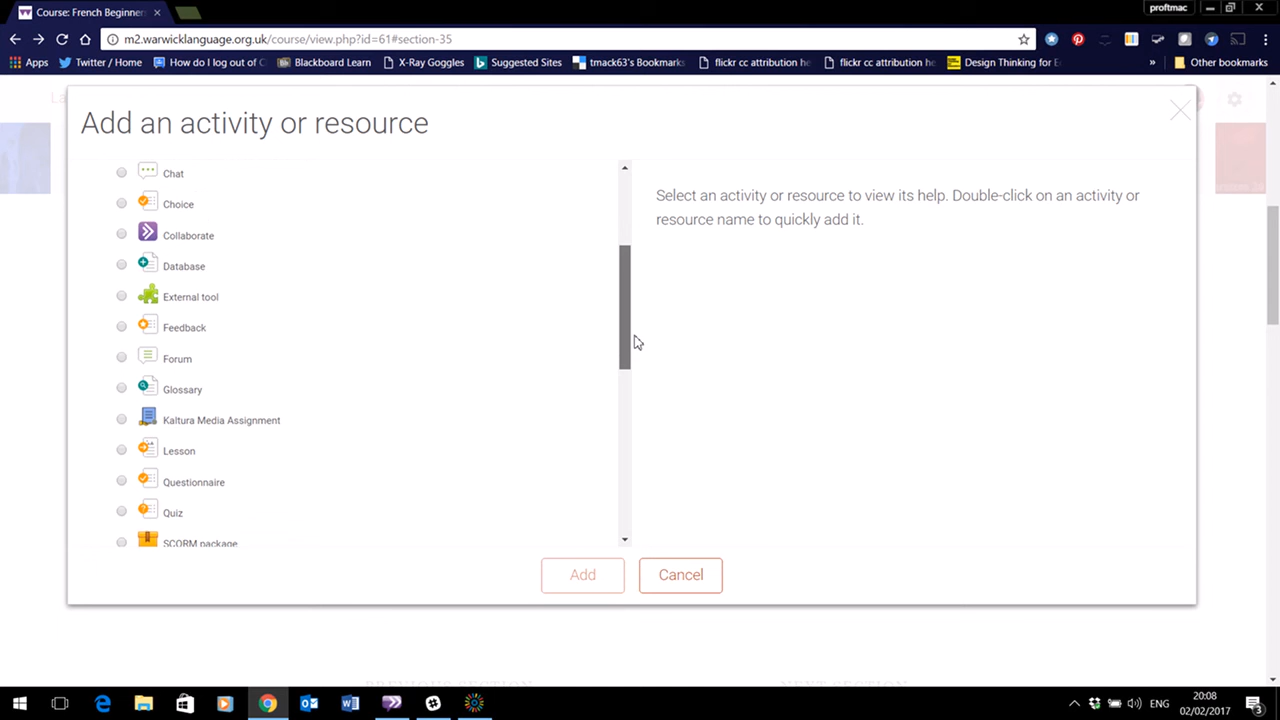 Course: French Beginner
proftmac
m2.warwicklanguage.org.uk/course/view.php?id=61#section-35
Apps
Twitter / Home
How do I log out of
Blackboard Learn
X-Ray Goggles
Suggested Sites
tmack63's Bookmarks
flickr cc attribution he
flickr cc attribution he
Design Thinking for E
»
Other bookmarks
Add an activity or resource
Chat
Choice
Collaborate
Database
External tool
Feedback
Forum
Glossary
Kaltura Media Assignment
Lesson
Questionnaire
Quiz
SCORM package
Select an activity or resource to view its help. Double-click on an activity or
resource name to quickly add it.
Add
Cancel
PREVIOUS SECTION
NEXT SECTION
ENG
20:08
02/02/2017
3